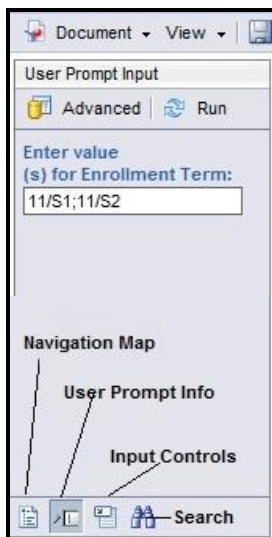 Document View
User Prompt Input
Advanced Run
Enter value
(s) for Enrollment Term:
11/S1;11/S2
Navigation Map
User Prompt Info
Input Controls
Search